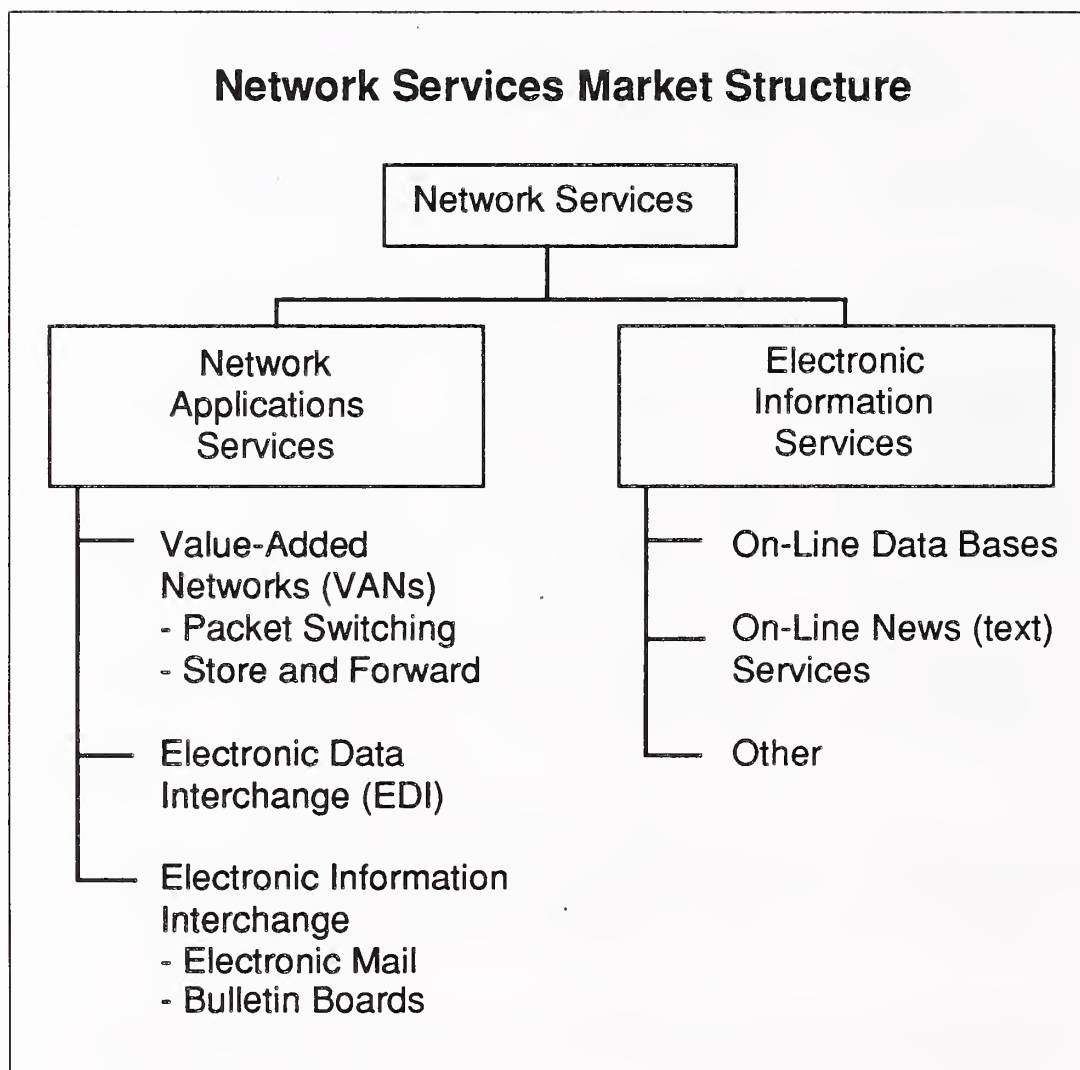 Network Services Market Structure
Network Services
Network
Applications
Services
Value-Added
Networks (VANs)
- Packet Switching
- Store and Forward
Electronic Data
Interchange (EDI)
Electronic Information
Interchange
- Electronic Mail
- Bulletin Boards
Electronic
Information
Services
On-Line Data Bases
On-Line News (text)
Services
Other